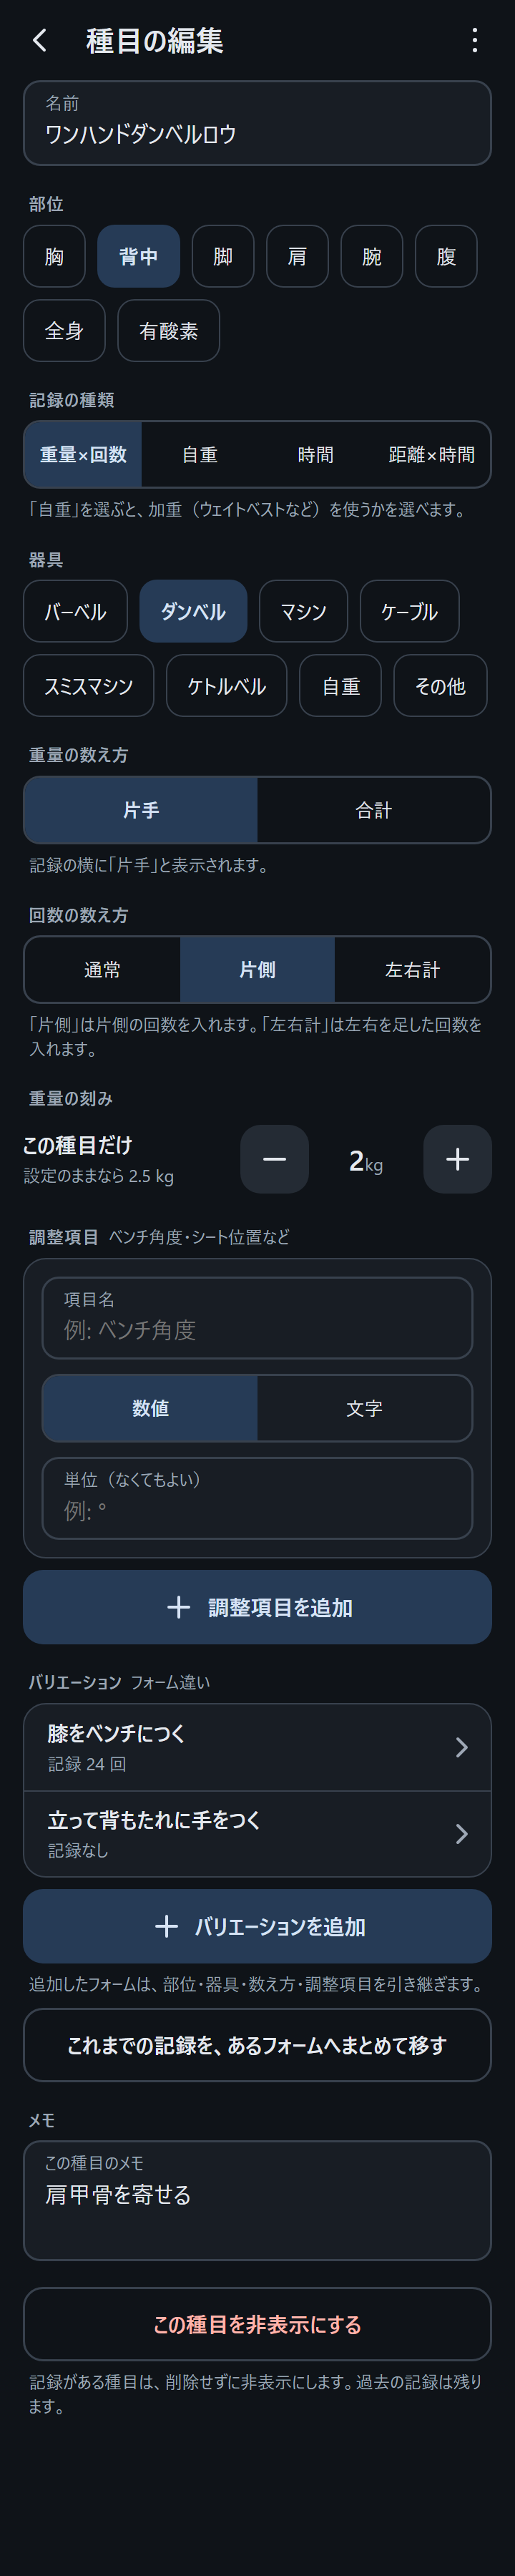 種目の編集
名前
ワンハンドダンベルロウ
部位
胸 背中 脚 肩 腕 腹
全身 有酸素
記録の種類
重量×回数 自重 時間 距離×時間
「自重」を選ぶと、加重（ウェイトベストなど）を使うかを選べます。
器具
バーベル ダンベル マシン ケーブル
スミスマシン ケトルベル 自重 その他
重量の数え方
片手 合計
記録の横に「片手」と表示されます。
回数の数え方
通常 片側 左右計
「片側」は片側の回数を入れます。「左右計」は左右を足した回数を
入れます。
重量の刻み
この種目だけ
設定のままなら 2.5 kg
2kg
調整項目 ベンチ角度・シート位置など
項目名
例: ベンチ角度
数値 文字
単位（なくてもよい）
例: °
調整項目を追加
バリエーション フォーム違い
膝をベンチにつく
記録 24 回
立って背もたれに手をつく
記録なし
バリエーションを追加
追加したフォームは、部位・器具・数え方・調整項目を引き継ぎます。
これまでの記録を、あるフォームへまとめて移す
メモ
この種目のメモ
肩甲骨を寄せる
この種目を非表示にする
記録がある種目は、削除せずに非表示にします。過去の記録は残り
ます。